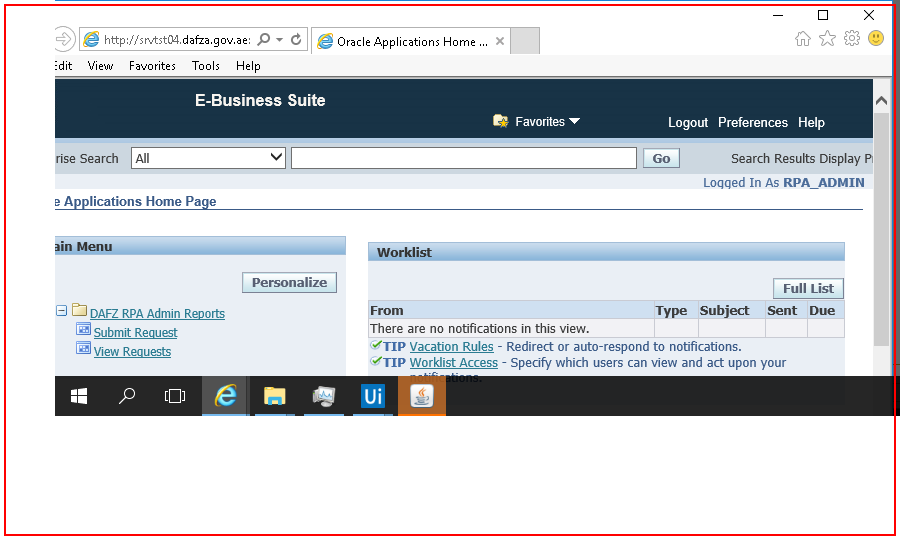 http://srvtst04.dafza.gov.ae:
Oracle Applications Home ...
Edit View Favorites Tools Help
E-Business Suite
Favorites
Logout Preferences Help
rise Search All Go Search Results Display Pr
Logged In As RPA_ADMIN
e Applications Home Page
ain Menu
Personalize
DAFZ RPA Admin Reports
Submit Request
View Requests
Worklist
Full List
From Type Subject Sent Due
There are no notifications in this view.
TIP Vacation Rules - Redirect or auto-respond to notifications.
TIP Worklist Access - Specify which users can view and act upon your
notifications.
Ui